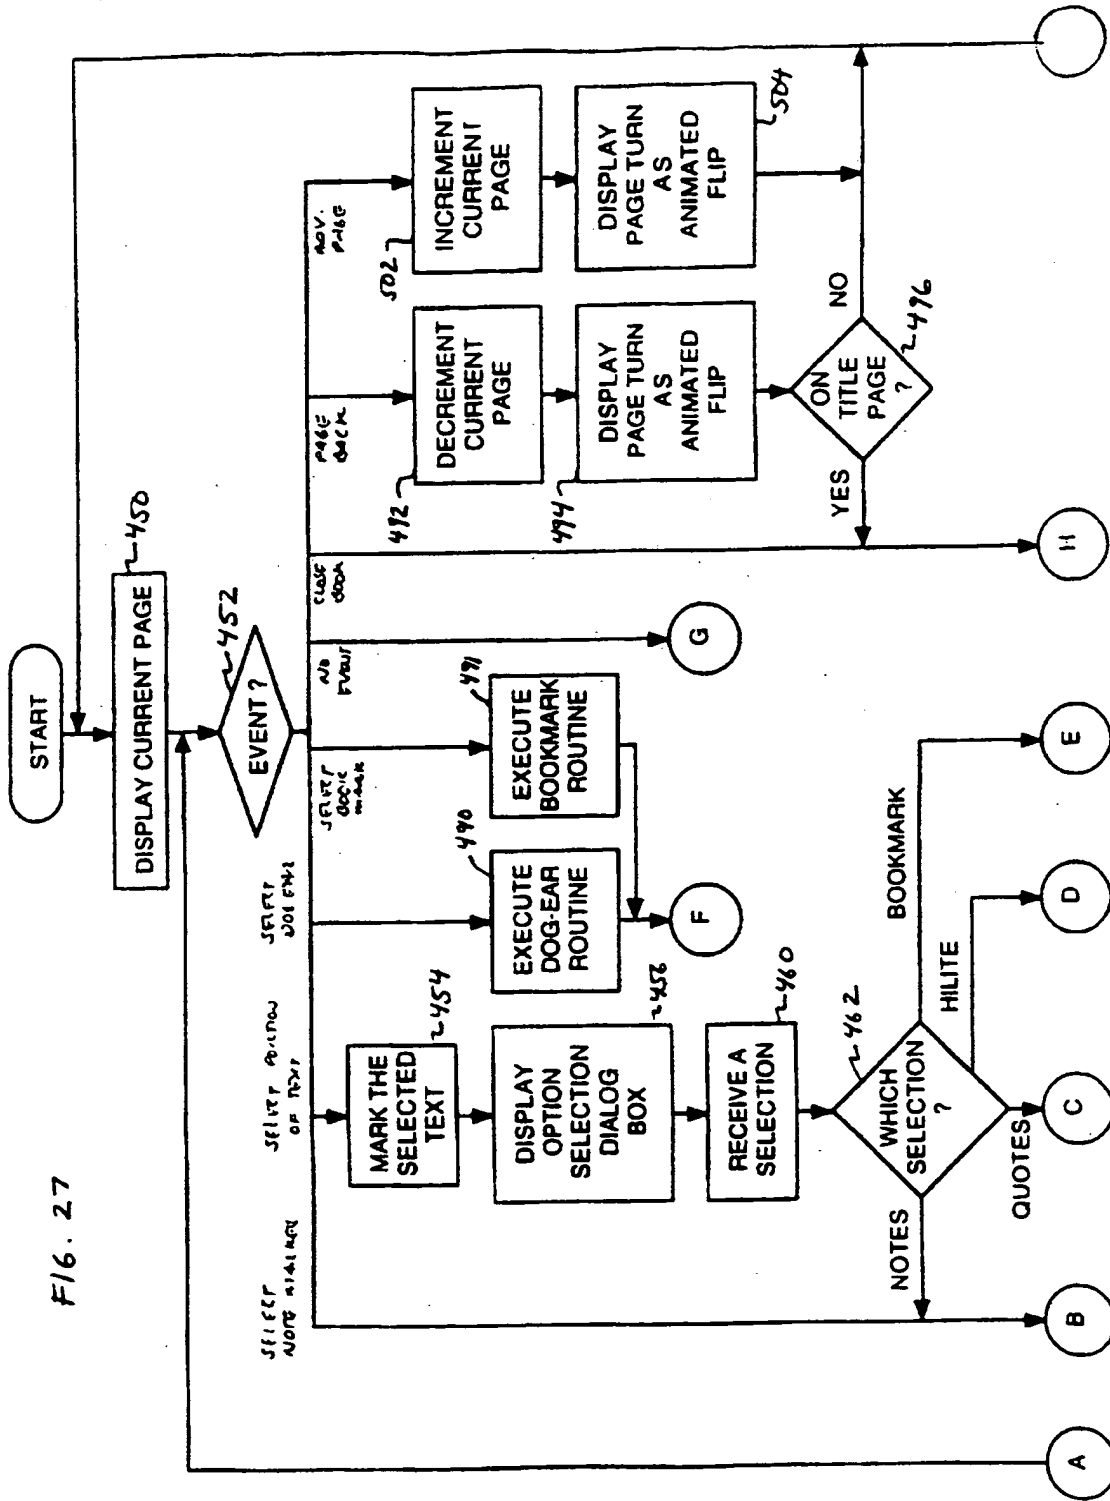 FIG. 27
START
DISPLAY CURRENT PAGE
450
EVENT ?
452
SELECT
NOTE MARKER
SELECT PORTION
OF TEXT
SELECT
DOG EAR
SELECT
BOOK
MARK
NO
EVENT
CLOSE
BOOK
PAGE
BACK
ADV.
PAGE
MARK THE
SELECTED
TEXT
454
DISPLAY
OPTION
SELECTION
DIALOG
BOX
456
RECEIVE A
SELECTION
460
WHICH
SELECTION
?
462
NOTES
QUOTES
HILITE
BOOKMARK
EXECUTE
DOG-EAR
ROUTINE
490
EXECUTE
BOOKMARK
ROUTINE
491
DECREMENT
CURRENT
PAGE
492
DISPLAY
PAGE TURN
AS
ANIMATED
FLIP
494
ON
TITLE
PAGE
?
496
YES
NO
INCREMENT
CURRENT
PAGE
502
DISPLAY
PAGE TURN
AS
ANIMATED
FLIP
504
A
B
C
D
E
F
G
H